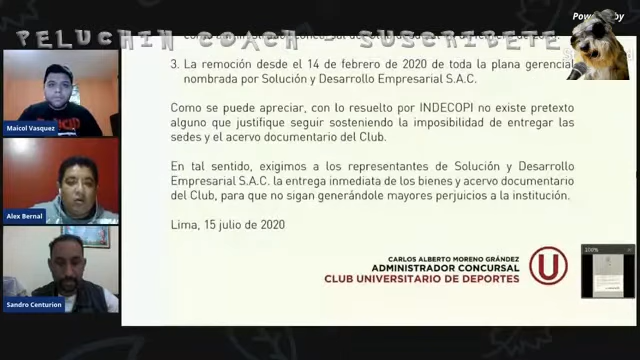 PELUCHIN COACH SUSCRIBETE
Powered by
3. La remoción desde el 14 de febrero de 2020 de toda la plana gerencial
nombrada por Solución y Desarrollo Empresarial S.A.C.
Como se puede apreciar, con lo resuelto por INDECOPI no existe pretexto
alguno que justifique seguir sosteniendo la imposibilidad de entregar las
sedes y el acervo documentario del Club.
En tal sentido, exigimos a los representantes de Solución y Desarrollo
Empresarial S.A.C. la entrega inmediata de los bienes y acervo documentario
del Club, para que no sigan generándole mayores perjuicios a la institución.
Lima, 15 julio de 2020
CARLOS ALBERTO MORENO GRÁNDEZ
ADMINISTRADOR CONCURSAL
CLUB UNIVERSITARIO DE DEPORTES
U
Maicol Vasquez
Alex Bernal
Sandro Centurion